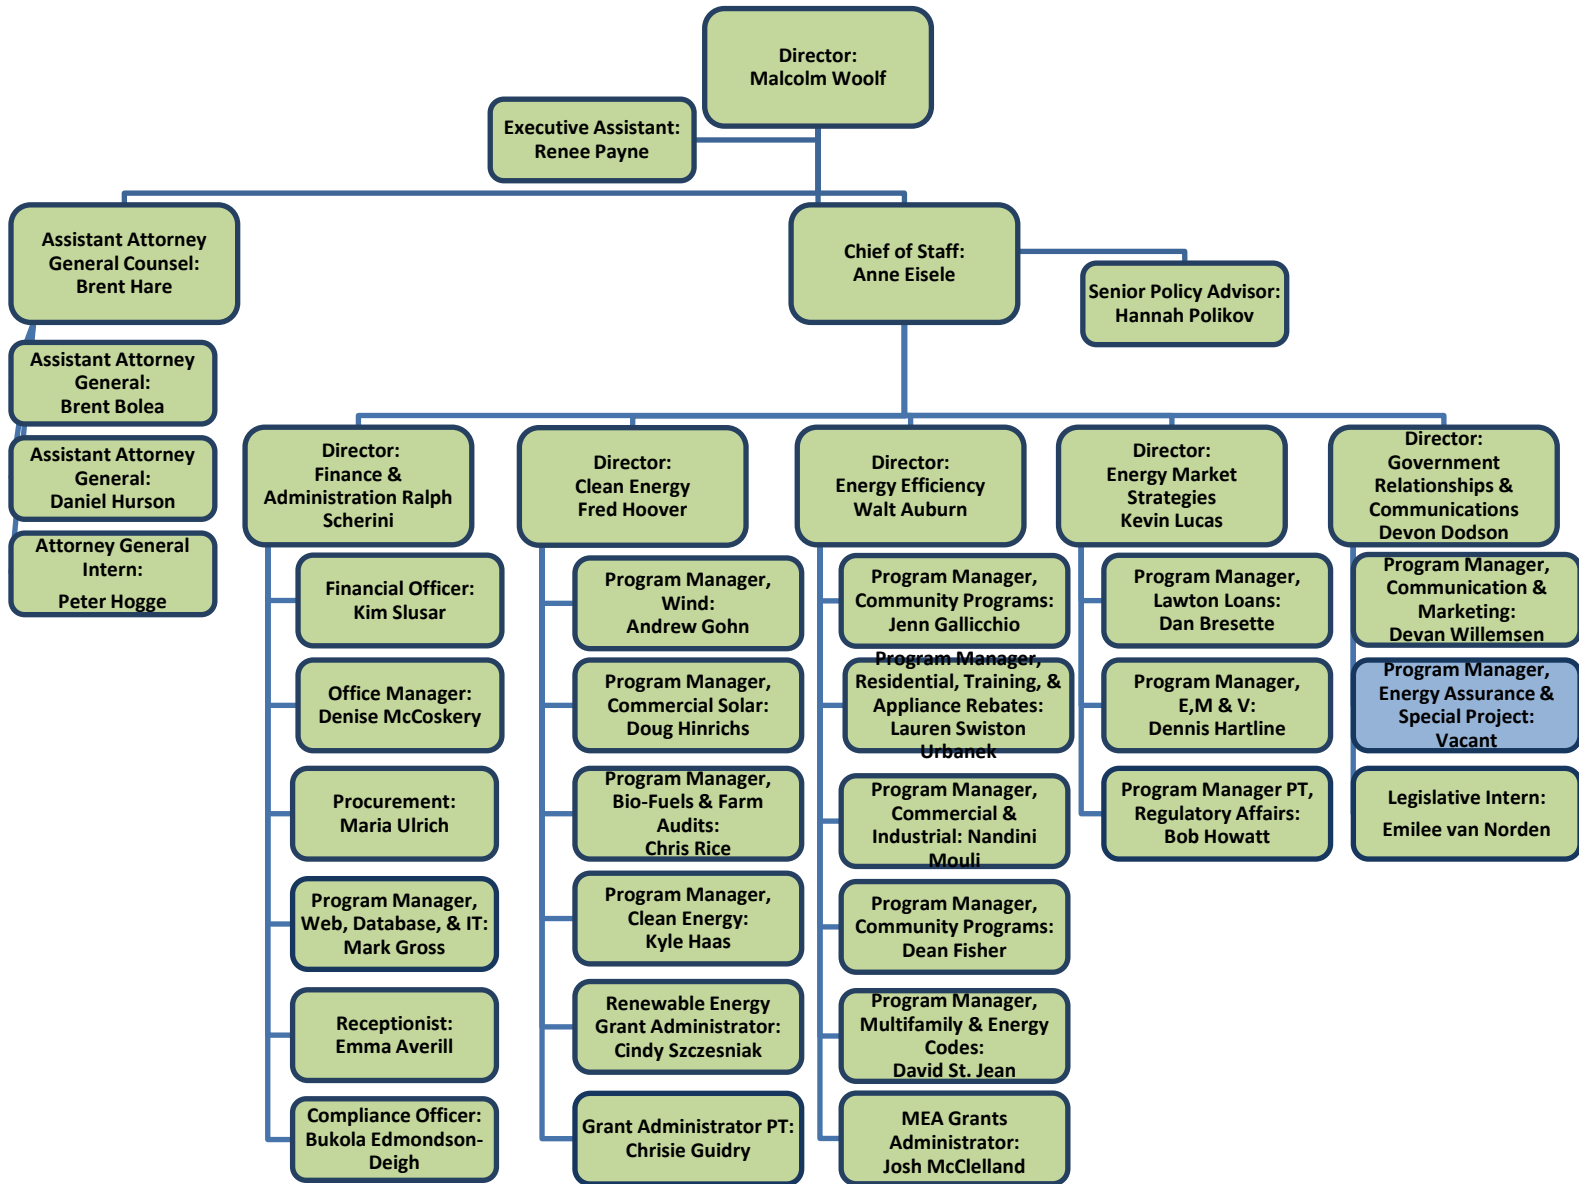 Director:
Malcolm Woolf
Executive Assistant:
Renee Payne
Assistant Attorney
General Counsel:
Brent Hare
Chief of Staff:
Anne Eisele
Senior Policy Advisor:
Hannah Polikov
Assistant Attorney
General:
Brent Bolea
Assistant Attorney
General:
Daniel Hurson
Attorney General
Intern:
Peter Hogge
Director:
Finance &
Administration Ralph
Scherini
Financial Officer:
Kim Slusar
Office Manager:
Denise McCoskery
Procurement:
Maria Ulrich
Program Manager,
Web, Database, & IT:
Mark Gross
Receptionist:
Emma Averill
Compliance Officer:
Bukola Edmondson-
Deigh
Director:
Clean Energy
Fred Hoover
Program Manager,
Wind:
Andrew Gohn
Program Manager,
Commercial Solar:
Doug Hinrichs
Program Manager,
Bio-Fuels & Farm
Audits:
Chris Rice
Program Manager,
Clean Energy:
Kyle Haas
Renewable Energy
Grant Administrator:
Cindy Szczesniak
Grant Administrator PT:
Chrisie Guidry
Director:
Energy Efficiency
Walt Auburn
Program Manager,
Community Programs:
Jenn Gallicchio
Program Manager,
Residential, Training, &
Appliance Rebates:
Lauren Swiston
Urbanek
Program Manager,
Commercial &
Industrial: Nandini
Mouli
Program Manager,
Community Programs:
Dean Fisher
Program Manager,
Multifamily & Energy
Codes:
David St. Jean
MEA Grants
Administrator:
Josh McClelland
Director:
Energy Market
Strategies
Kevin Lucas
Program Manager,
Lawton Loans:
Dan Bresette
Program Manager,
E,M & V:
Dennis Hartline
Program Manager PT,
Regulatory Affairs:
Bob Howatt
Director:
Government
Relationships &
Communications
Devon Dodson
Program Manager,
Communication &
Marketing:
Devan Willemsen
Program Manager,
Energy Assurance &
Special Project:
Vacant
Legislative Intern:
Emilee van Norden